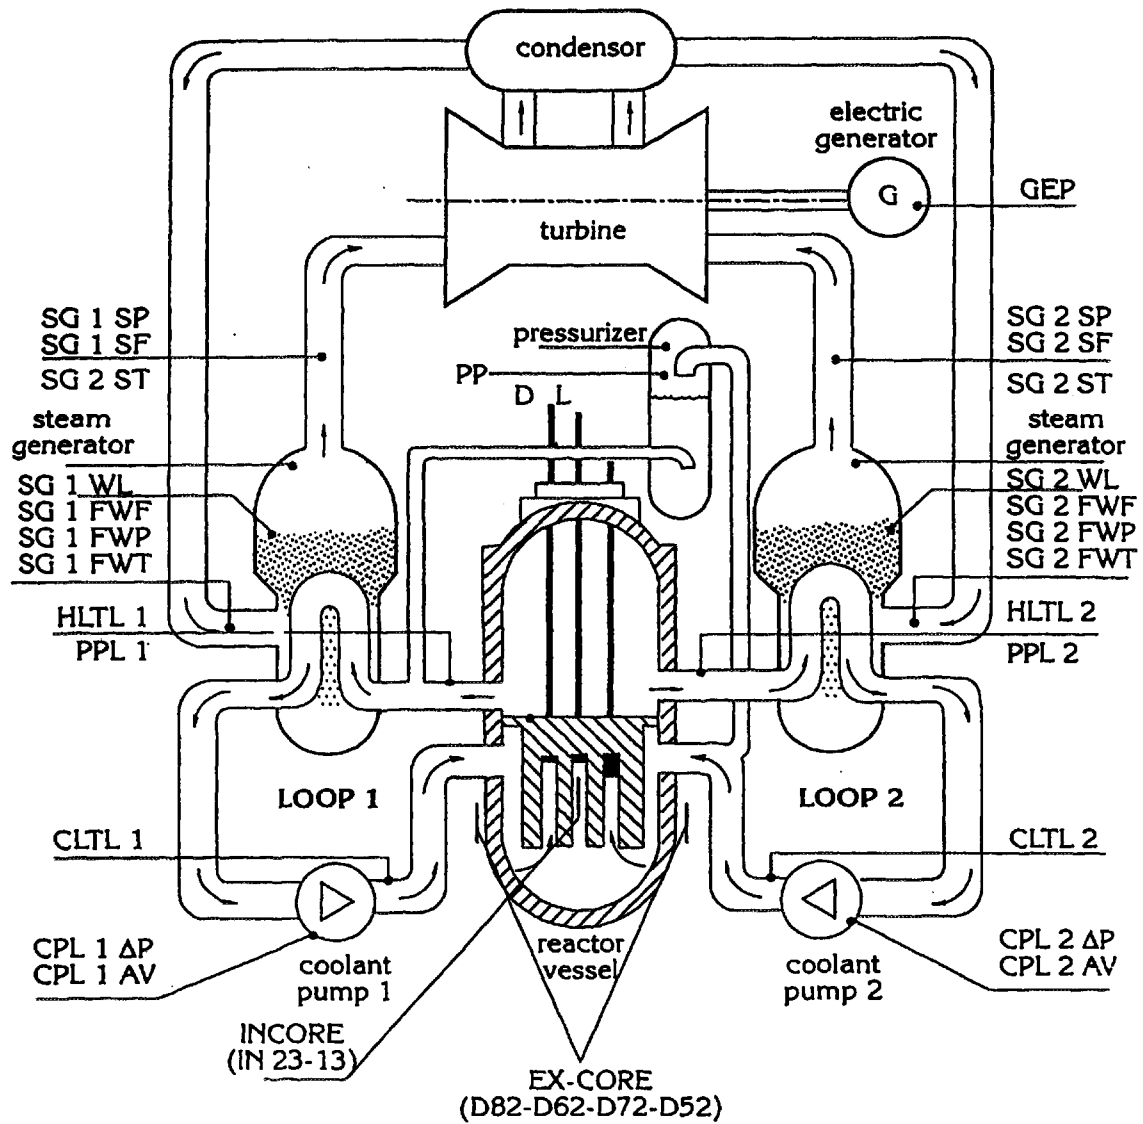 condensor
electric
generator
G
GEP
turbine
SG 1 SP
SG 1 SF
SG 2 ST
pressurizer
PP
D L
SG 2 SP
SG 2 SF
SG 2 ST
steam
generator
steam
generator
SG 1 WL
SG 1 FWF
SG 1 FWP
SG 1 FWT
SG 2 WL
SG 2 FWF
SG 2 FWP
SG 2 FWT
HLTL 1
PPL 1
HLTL 2
PPL 2
LOOP 1
LOOP 2
CLTL 1
CLTL 2
CPL 1 ΔP
CPL 1 AV
coolant
pump 1
reactor
vessel
coolant
pump 2
CPL 2 ΔP
CPL 2 AV
INCORE
(IN 23-13)
EX-CORE
(D82-D62-D72-D52)